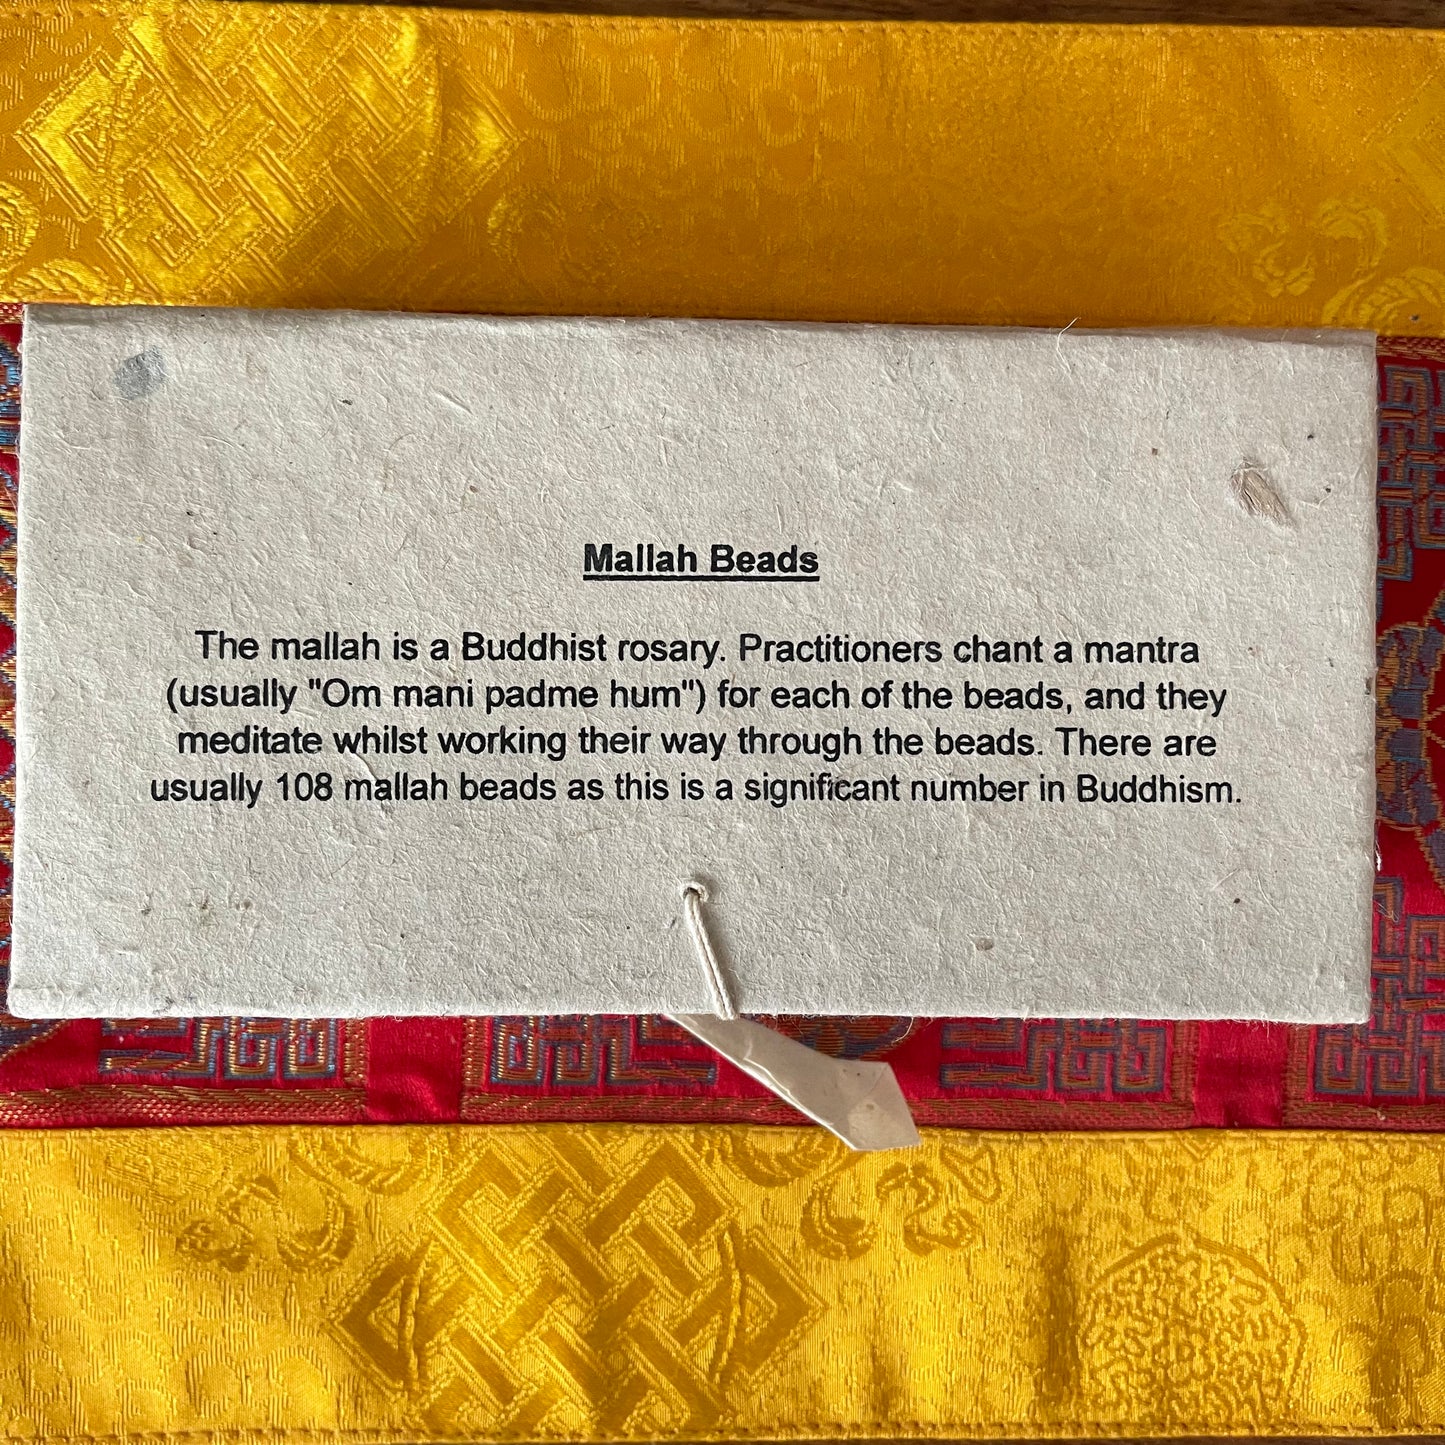 Mallah Beads
The mallah is a Buddhist rosary. Practitioners chant a mantra
(usually "Om mani padme hum") for each of the beads, and they
meditate whilst working their way through the beads. There are
usually 108 mallah beads as this is a significant number in Buddhism.